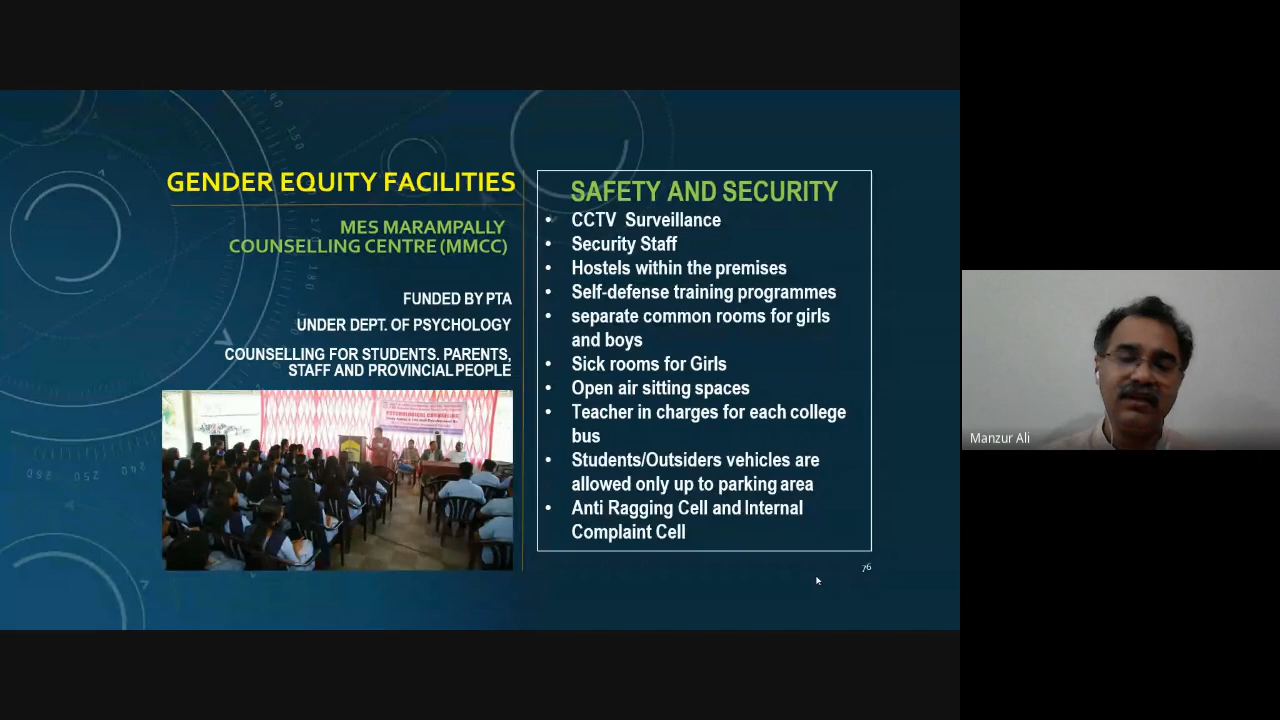 GENDER EQUITY FACILITIES
MES MARAMPALLY
COUNSELLING CENTRE (MMCC)
FUNDED BY PTA
UNDER DEPT. OF PSYCHOLOGY
COUNSELLING FOR STUDENTS. PARENTS,
STAFF AND PROVINCIAL PEOPLE
PSYCHOLOGICAL COUNSELING
SAFETY AND SECURITY
• CCTV Surveillance
• Security Staff
• Hostels within the premises
• Self-defense training programmes
• separate common rooms for girls
and boys
• Sick rooms for Girls
• Open air sitting spaces
• Teacher in charges for each college
bus
• Students/Outsiders vehicles are
allowed only up to parking area
• Anti Ragging Cell and Internal
Complaint Cell
76
Manzur Ali